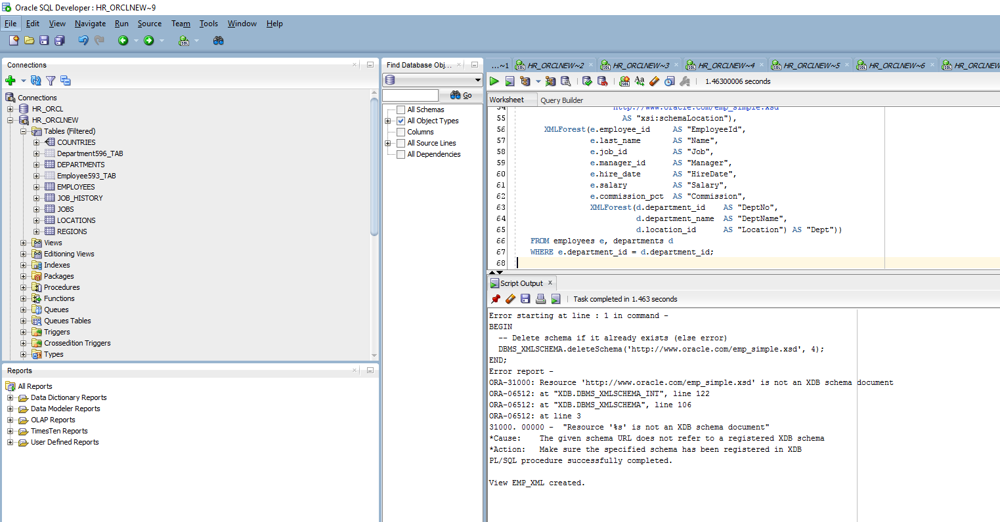 Oracle SQL Developer : HR_ORCLNEW~9
File Edit View Navigate Run Source Team Tools Window Help
Connections
Connections
HR_ORCL
HR_ORCLNEW
Tables (Filtered)
COUNTRIES
Department596_TAB
DEPARTMENTS
Employee593_TAB
EMPLOYEES
JOB_HISTORY
JOBS
LOCATIONS
REGIONS
Views
Editioning Views
Indexes
Packages
Procedures
Functions
Queues
Queues Tables
Triggers
Crossedition Triggers
Types
Reports
All Reports
Data Dictionary Reports
Data Modeler Reports
OLAP Reports
TimesTen Reports
User Defined Reports
Find Database Obj...
Go
All Schemas
All Object Types
Columns
All Source Lines
All Dependencies
...~1 HR_ORCLNEW~2 HR_ORCLNEW~3 HR_ORCLNEW~4 HR_ORCLNEW~5 HR_ORCLNEW~6 HR_ORCLNEW
SQL
1.46300006 seconds
Worksheet Query Builder
54 http://www.oracle.com/emp_simple.xsd
55 AS "xsi:schemaLocation"),
56 XMLForest(e.employee_id AS "EmployeeId",
57 e.last_name AS "Name",
58 e.job_id AS "Job",
59 e.manager_id AS "Manager",
60 e.hire_date AS "HireDate",
61 e.salary AS "Salary",
62 e.commission_pct AS "Commission",
63 XMLForest(d.department_id AS "DeptNo",
64 d.department_name AS "DeptName",
65 d.location_id AS "Location") AS "Dept"))
66 FROM employees e, departments d
67 WHERE e.department_id = d.department_id;
68
Script Output
Task completed in 1.463 seconds
Error starting at line : 1 in command -
BEGIN
-- Delete schema if it already exists (else error)
DBMS_XMLSCHEMA.deleteSchema('http://www.oracle.com/emp_simple.xsd', 4);
END;
Error report -
ORA-31000: Resource 'http://www.oracle.com/emp_simple.xsd' is not an XDB schema document
ORA-06512: at "XDB.DBMS_XMLSCHEMA_INT", line 122
ORA-06512: at "XDB.DBMS_XMLSCHEMA", line 106
ORA-06512: at line 3
31000. 00000 - "Resource '%s' is not an XDB schema document"
*Cause: The given schema URL does not refer to a registered XDB schema
*Action: Make sure the specified schema has been registered in XDB
PL/SQL procedure successfully completed.
View EMP_XML created.